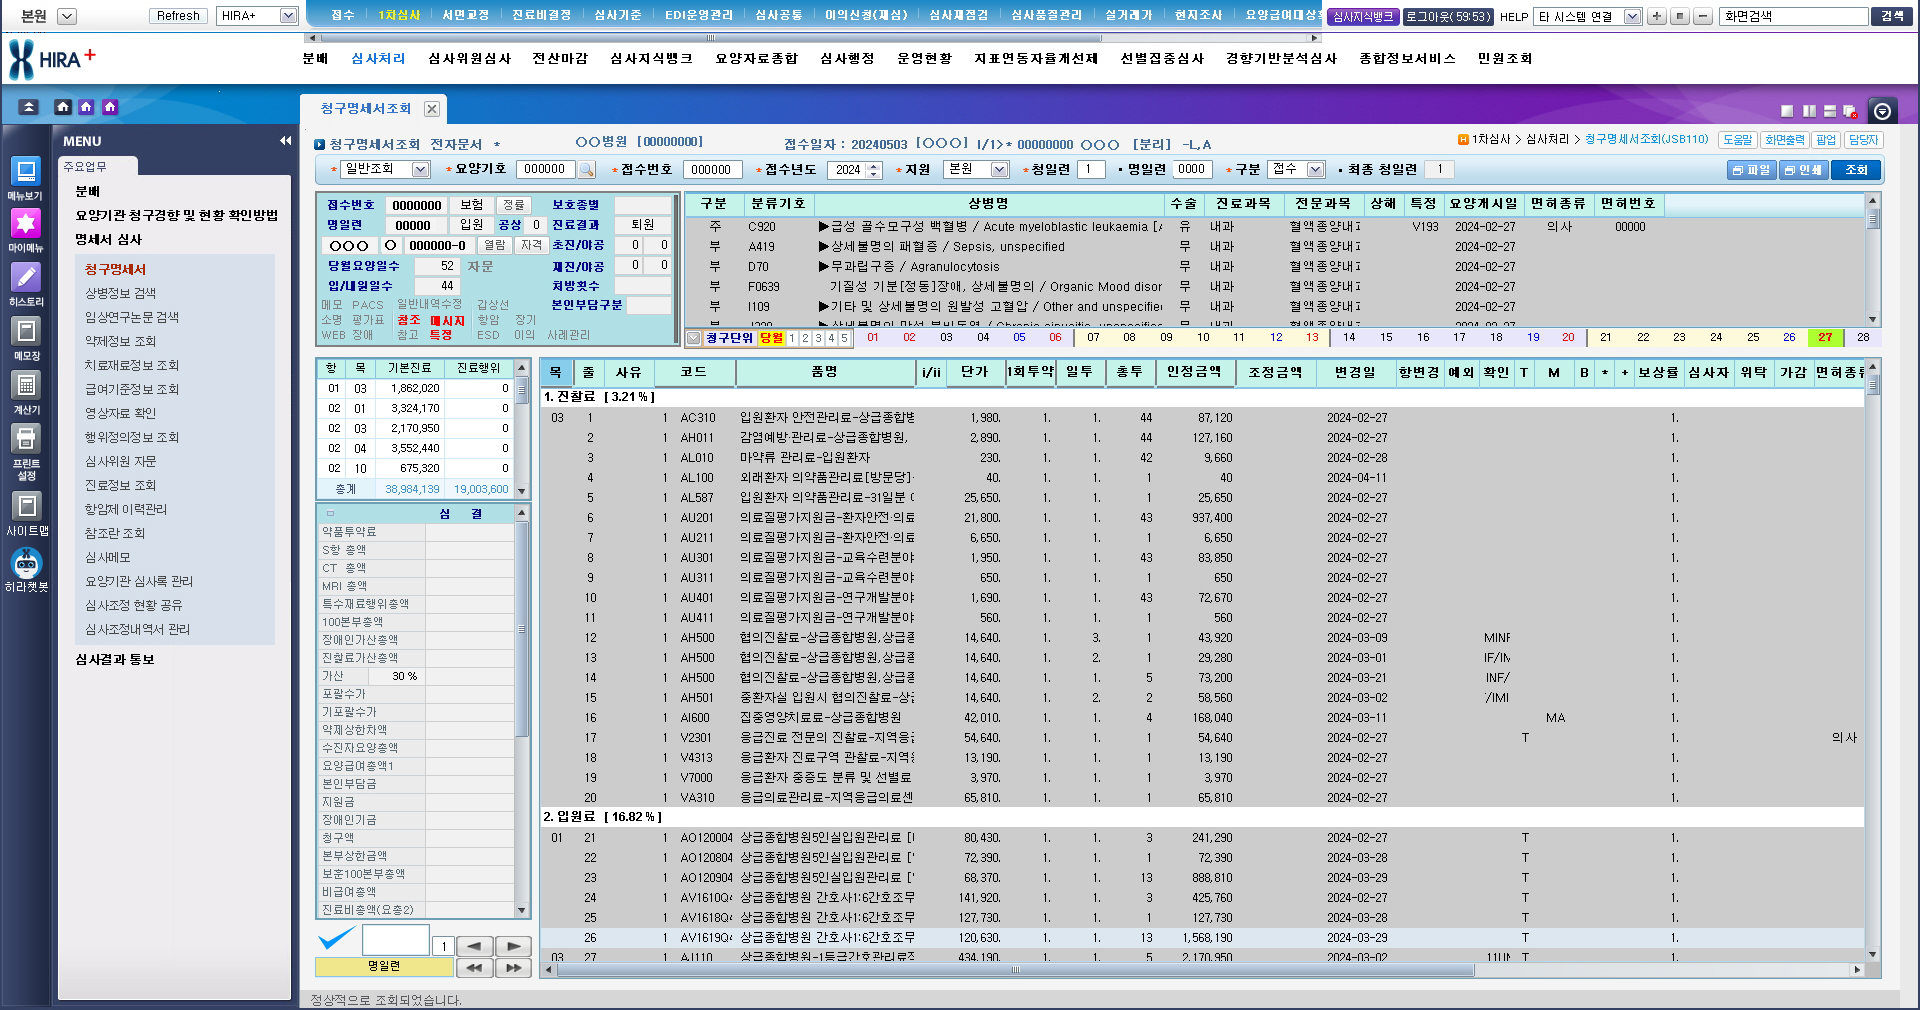 본원 Refresh HIRA+ 접수 1차심사 서면교정 진료비결정 심사기준 EDI운영관리 심사공통 이의신청(재심) 심사재점검 심사품질관리 실거래가 현지조사 심사지식뱅크 로그아웃(59:53) HELP 타 시스템 연결 화면검색 검색
HIRA+ 분배 심사처리 심사위원심사 전산마감 심사지식뱅크 요양자료종합 심사행정 운영현황 지표연동자율개선제 선별집중심사 경향기반분석심사 종합정보서비스 민원조회
청구명세서조회
MENU
주요업무
분배
요양기관 청구경향 및 현황 확인방법
명세서 심사
청구명세서
상병정보 검색
임상연구논문 검색
약제정보 조회
치료재료정보 조회
급여기준정보 조회
영상자료 확인
행위정의정보 조회
심사위원 자문
진료정보 조회
항암제 이력관리
참조란 조회
심사메모
요양기관 심사록 관리
심사조정 현황 공유
심사조정내역서 관리
심사결과 통보
메뉴보기
마이메뉴
히스토리
메모장
계산기
프린트
설정
사이트맵
히라챗봇
청구명세서조회 전자문서 * ○○병원 [00000000] 접수일자 : 20240503 [○○○] I/1>* 00000000 ○○○ [분리] -L,A
H 1차심사 > 심사처리 > 청구명세서조회(JSB110) 도움말 화면출력 팝업 담당자
* 일반조회 * 요양기호 000000 * 접수번호 000000 * 접수년도 2024 * 지원 본원 * 청일련 1 • 명일련 0000 * 구분 접수 • 최종 청일련 1 파일 인쇄 조회
접수번호 0000000 보험 정률 보호종별
명일련 00000 입원 공상 0 진료결과 퇴원
○○○ ○ 000000-0 열람 자격 초진/야공 0 0
당월요양일수 52 자문 재진/야공 0 0
입/내원일수 44 처방횟수
메모 PACS 일반내역수정 갑상선 본인부담구분
소명 평가표 참조 메시지 항암 장기
WEB 장애 참고 특정 ESD 이의 사례관리
구분 분류기호 상병명 수술 진료과목 전문과목 상해 특정 요양개시일 면허종류 면허번호
주 C920 ▶급성 골수모구성 백혈병 / Acute myeloblastic leukaemia [A 유 내과 혈액종양내고 V193 2024-02-27 의사 00000
부 A419 ▶상세불명의 패혈증 / Sepsis, unspecified 무 내과 혈액종양내고 2024-02-27
부 D70 ▶무과립구증 / Agranulocytosis 무 내과 혈액종양내고 2024-02-27
부 F0639 기질성 기분[정동]장애, 상세불명의 / Organic Mood disor 무 내과 혈액종양내고 2024-02-27
부 I109 ▶기타 및 상세불명의 원발성 고혈압 / Other and unspecifie 무 내과 혈액종양내고 2024-02-27
청구단위 당월 1 2 3 4 5 01 02 03 04 05 06 07 08 09 10 11 12 13 14 15 16 17 18 19 20 21 22 23 24 25 26 27 28
항 목 기본진료 진료행위
01 03 1,862,020 0
02 01 3,324,170 0
02 03 2,170,950 0
02 04 3,552,440 0
02 10 675,320 0
총계 38,984,139 19,003,600
심 결
약품투약료
S항 총액
CT 총액
MRI 총액
특수재료행위총액
100본부총액
장애인가산총액
진찰료가산총액
가산 30 %
포괄수가
기포괄수가
약제상한차액
수진자요양총액
요양급여총액1
본인부담금
지원금
장애인기금
청구액
본부상한금액
보훈100본부총액
비급여총액
진료비총액(요총2)
1
명일련
목 줄 사유 코드 품명 i/ii 단가 1회투약 일투 총투 인정금액 조정금액 변경일 항변경 예외 확인 T M B * + 보상률 심사자 위탁 가감 면허종류
1. 진찰료 [ 3.21 % ]
03 1 1 AC310 입원환자 안전관리료-상급종합병 1,980. 1. 1. 44 87,120 2024-02-27 1.
2 1 AH011 감염예방·관리료-상급종합병원, 2,890. 1. 1. 44 127,160 2024-02-27 1.
3 1 AL010 마약류 관리료-입원환자 230. 1. 1. 42 9,660 2024-02-28 1.
4 1 AL100 외래환자 의약품관리료[방문당] 40. 1. 1. 1 40 2024-04-11 1.
5 1 AL587 입원환자 의약품관리료-31일분 25,650. 1. 1. 1 25,650 2024-02-27 1.
6 1 AU201 의료질평가지원금-환자안전·의료 21,800. 1. 1. 43 937,400 2024-02-27 1.
7 1 AU211 의료질평가지원금-환자안전·의료 6,650. 1. 1. 1 6,650 2024-02-27 1.
8 1 AU301 의료질평가지원금-교육수련분야 1,950. 1. 1. 43 83,850 2024-02-27 1.
9 1 AU311 의료질평가지원금-교육수련분야 650. 1. 1. 1 650 2024-02-27 1.
10 1 AU401 의료질평가지원금-연구개발분야 1,690. 1. 1. 43 72,670 2024-02-27 1.
11 1 AU411 의료질평가지원금-연구개발분야 560. 1. 1. 1 560 2024-02-27 1.
12 1 AH500 협의진찰료-상급종합병원,상급종 14,640. 1. 3. 1 43,920 2024-03-09 MINF 1.
13 1 AH500 협의진찰료-상급종합병원,상급종 14,640. 1. 2. 1 29,280 2024-03-01 IF/IM 1.
14 1 AH500 협의진찰료-상급종합병원,상급종 14,640. 1. 1. 5 73,200 2024-03-21 INF/ 1.
15 1 AH501 중환자실 입원시 협의진찰료-상급 14,640. 1. 2. 2 58,560 2024-03-02 /IMI 1.
16 1 AI600 집중영양치료료-상급종합병원 42,010. 1. 1. 4 168,040 2024-03-11 MA 1.
17 1 V2301 응급진료 전문의 진찰료-지역응급 54,640. 1. 1. 1 54,640 2024-02-27 T 1. 의사
18 1 V4313 응급환자 진료구역 관찰료-지역응 13,190. 1. 1. 1 13,190 2024-02-27 1.
19 1 V7000 응급환자 중증도 분류 및 선별료 3,970. 1. 1. 1 3,970 2024-02-27 1.
20 1 VA310 응급의료관리료-지역응급의료센 65,810. 1. 1. 1 65,810 2024-02-27 1.
2. 입원료 [ 16.82 % ]
01 21 1 AO120004 상급종합병원5인실입원관리료 [ 80,430. 1. 1. 3 241,290 2024-02-27 T 1.
22 1 AO120804 상급종합병원5인실입원관리료 [ 72,390. 1. 1. 1 72,390 2024-03-28 T 1.
23 1 AO120904 상급종합병원5인실입원관리료 [ 68,370. 1. 1. 13 888,810 2024-03-29 T 1.
24 1 AV1610Q4 상급종합병원 간호사1:6간호조무 141,920. 1. 1. 3 425,760 2024-02-27 T 1.
25 1 AV1618Q4 상급종합병원 간호사1:6간호조무 127,730. 1. 1. 1 127,730 2024-03-28 T 1.
26 1 AV1619Q4 상급종합병원 간호사1:6간호조무 120,630. 1. 1. 13 1,568,190 2024-03-29 T 1.
03 27 1 AJ110 상급종합병원-1등급간호관리료적 434,190. 1. 1. 5 2,170,950 2024-03-02 11UN T 1.
정상적으로 조회되었습니다.